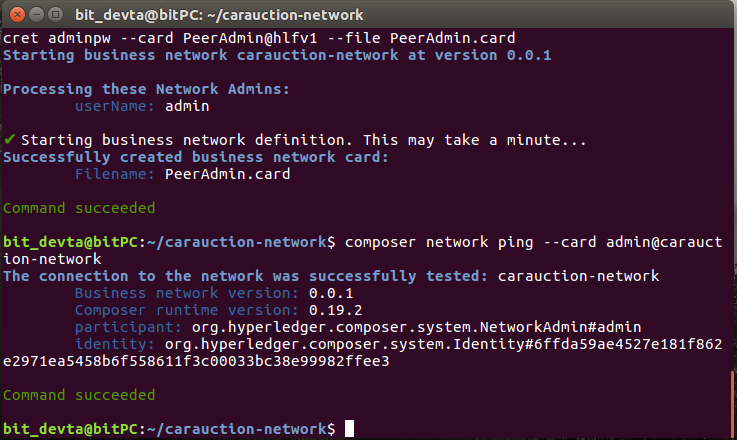 bit_devta@bitPC: ~/carauction-network
cret adminpw --card PeerAdmin@hlfv1 --file PeerAdmin.card
Starting business network carauction-network at version 0.0.1
Processing these Network Admins:
userName: admin
✔ Starting business network definition. This may take a minute...
Successfully created business network card:
Filename: PeerAdmin.card
Command succeeded
bit_devta@bitPC:~/carauction-network$ composer network ping --card admin@carauct
ion-network
The connection to the network was successfully tested: carauction-network
Business network version: 0.0.1
Composer runtime version: 0.19.2
participant: org.hyperledger.composer.system.NetworkAdmin#admin
identity: org.hyperledger.composer.system.Identity#6ffda59ae4527e181f862
e2971ea5458b6f558611f3c00033bc38e99982ffee3
Command succeeded
bit_devta@bitPC:~/carauction-network$